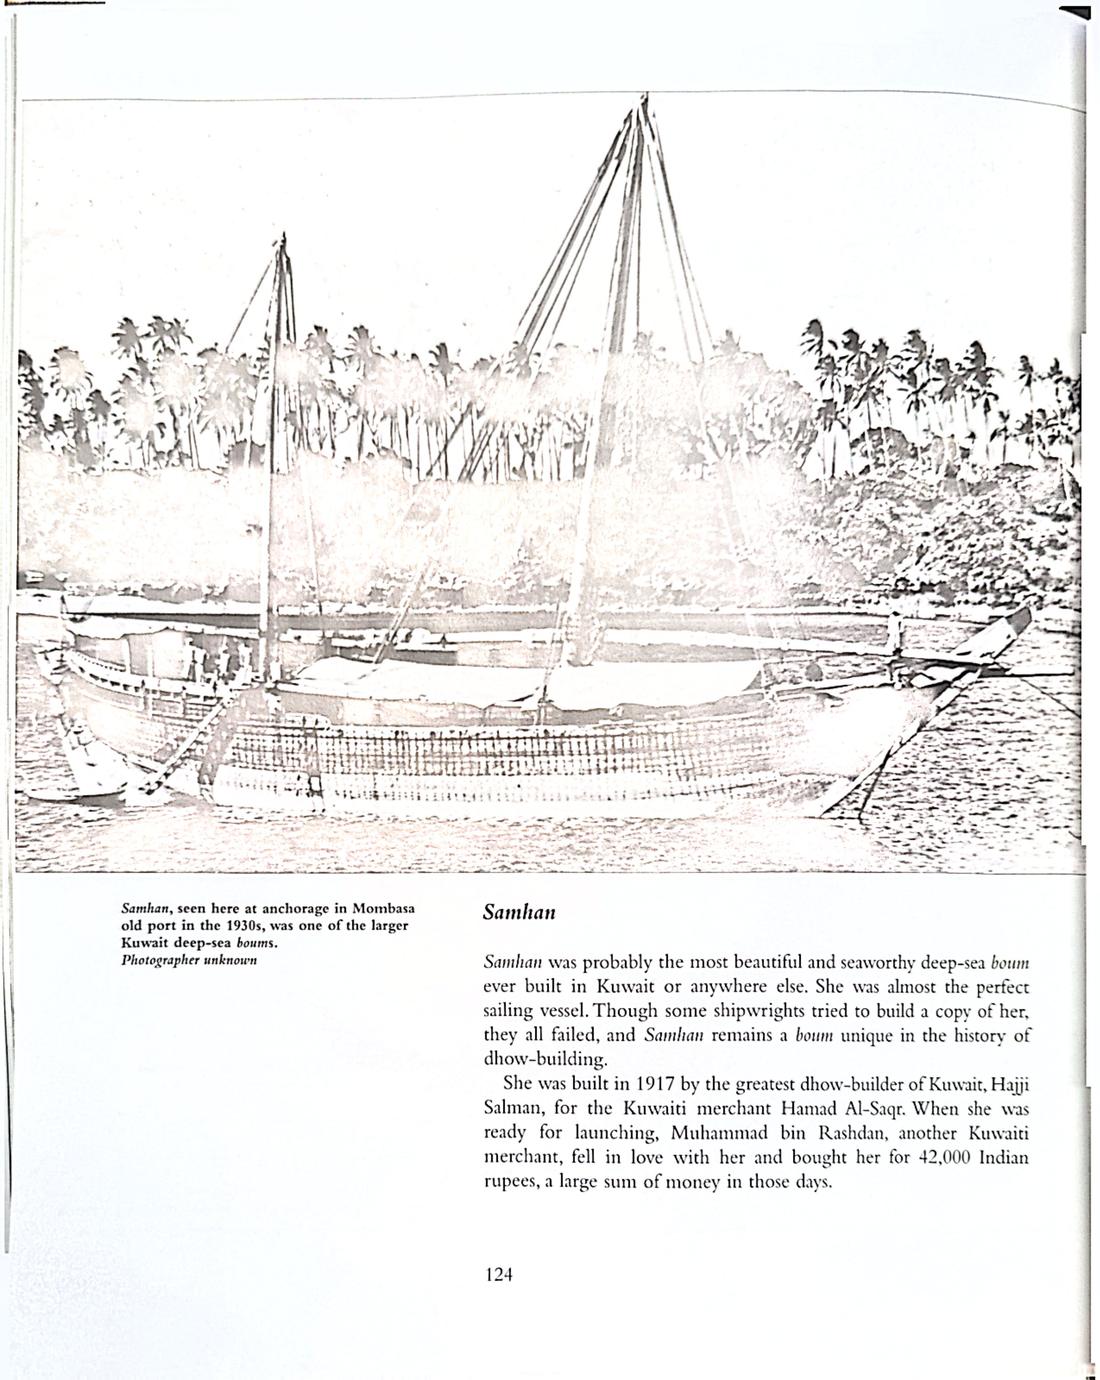 Samhan, seen here at anchorage in Mombasa
old port in the 1930s, was one of the larger
Kuwait deep-sea boums.
Photographer unknown
Samhan
Samhan was probably the most beautiful and seaworthy deep-sea boum
ever built in Kuwait or anywhere else. She was almost the perfect
sailing vessel. Though some shipwrights tried to build a copy of her,
they all failed, and Samhan remains a boum unique in the history of
dhow-building.
She was built in 1917 by the greatest dhow-builder of Kuwait, Hajji
Salman, for the Kuwaiti merchant Hamad Al-Saqr. When she was
ready for launching, Muhammad bin Rashdan, another Kuwaiti
merchant, fell in love with her and bought her for 42,000 Indian
rupees, a large sum of money in those days.
124